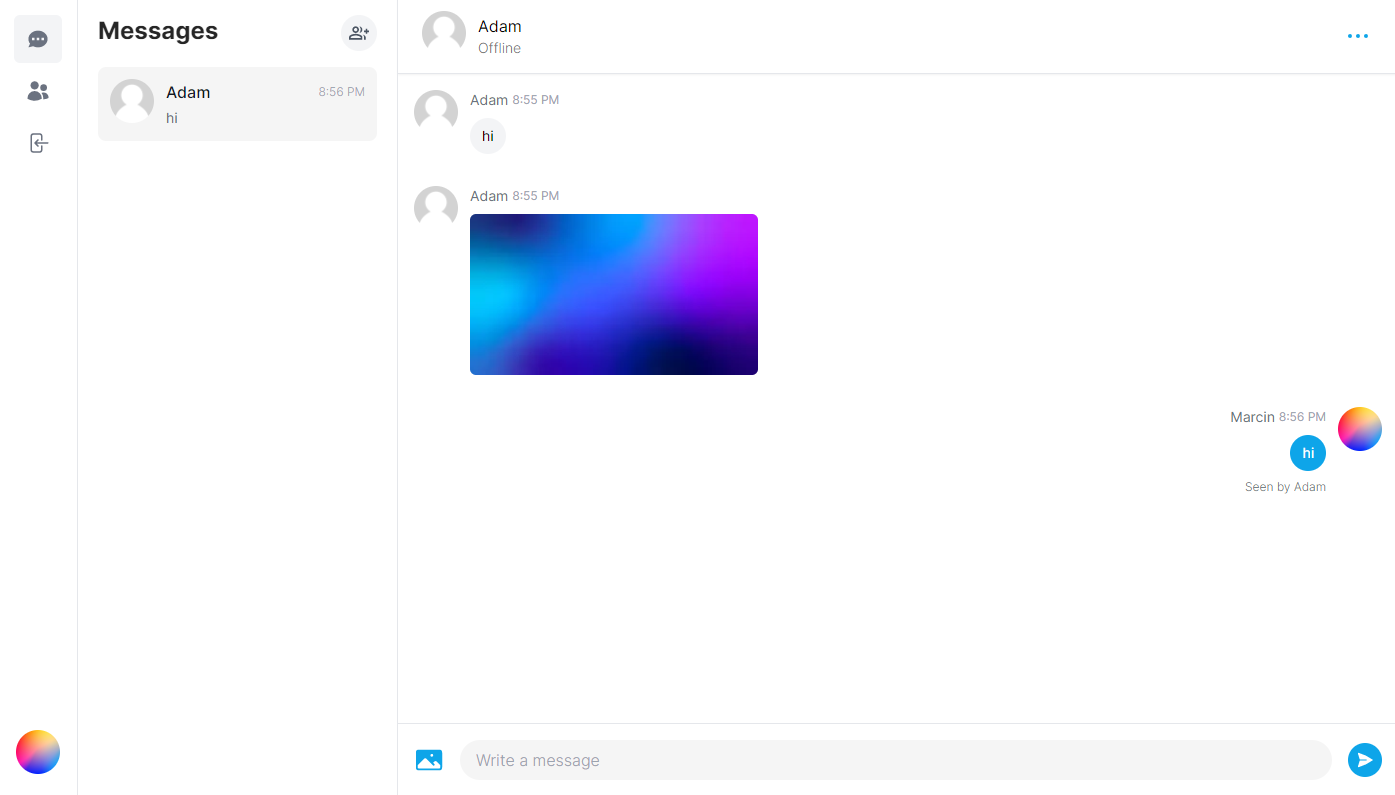 Messages
Adam 8:56 PM
hi
Adam
Offline
Adam 8:55 PM
hi
Adam 8:55 PM
Marcin 8:56 PM
hi
Seen by Adam
Write a message